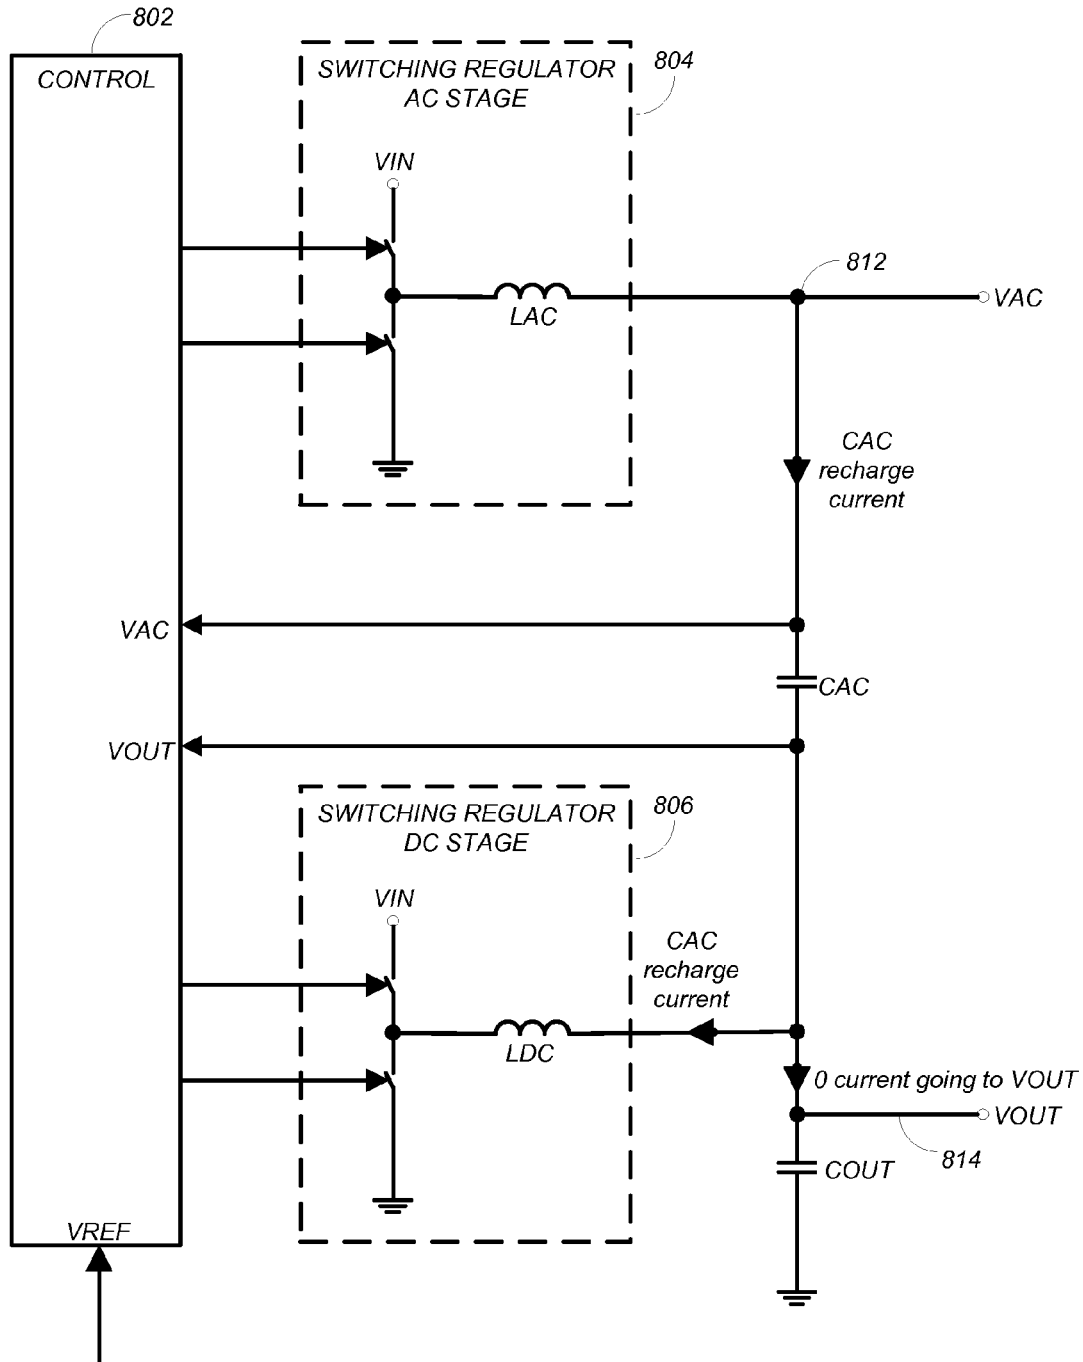 802
CONTROL
SWITCHING REGULATOR
AC STAGE
804
VIN
812
LAC
VAC
CAC
recharge
current
VAC
CAC
VOUT
SWITCHING REGULATOR
DC STAGE
806
VIN
CAC
recharge
current
LDC
0 current going to VOUT
VOUT
814
COUT
VREF